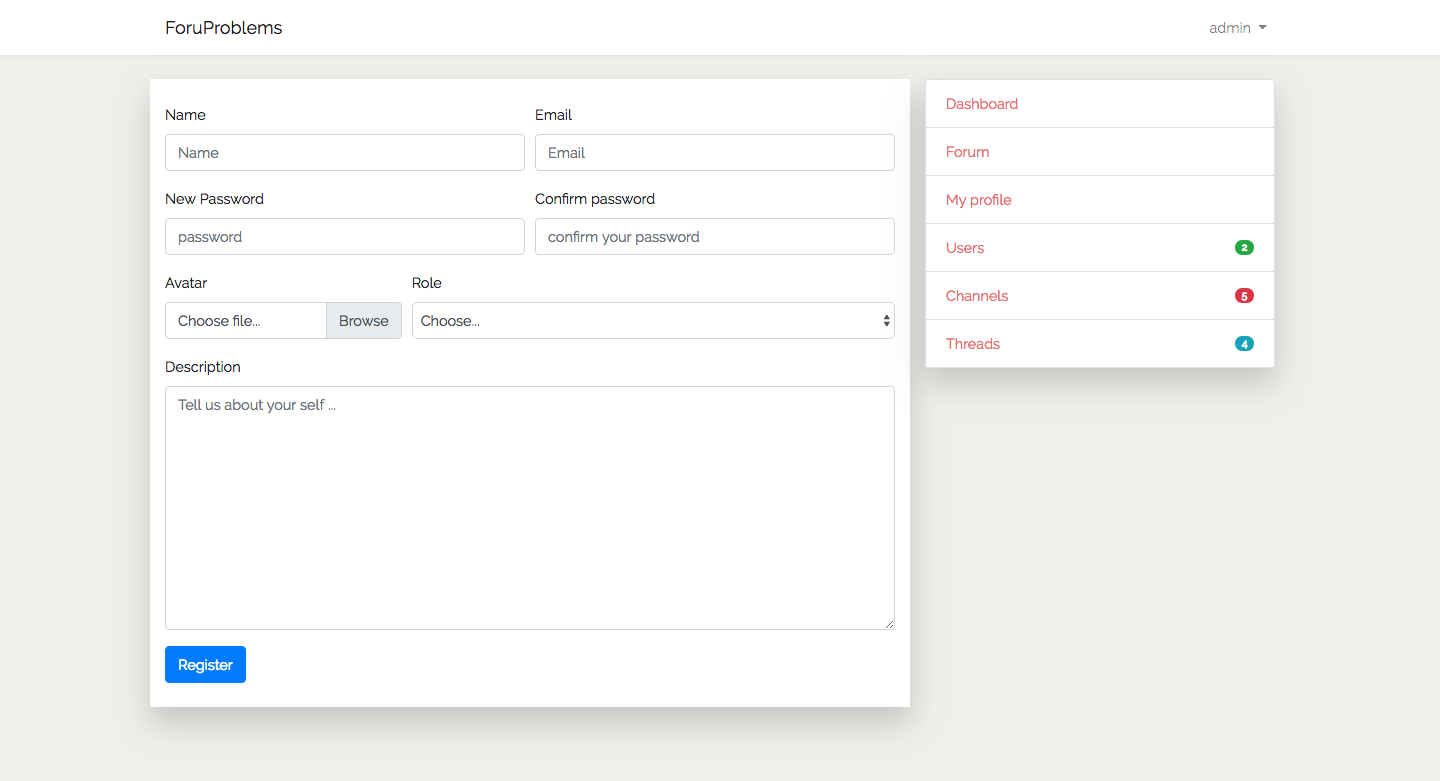 ForuProblems
admin
Name Email
Name Email
New Password Confirm password
password confirm your password
Avatar Role
Choose file... Browse Choose...
Description
Tell us about your self ...
Register
Dashboard
Forum
My profile
Users 2
Channels 5
Threads 4